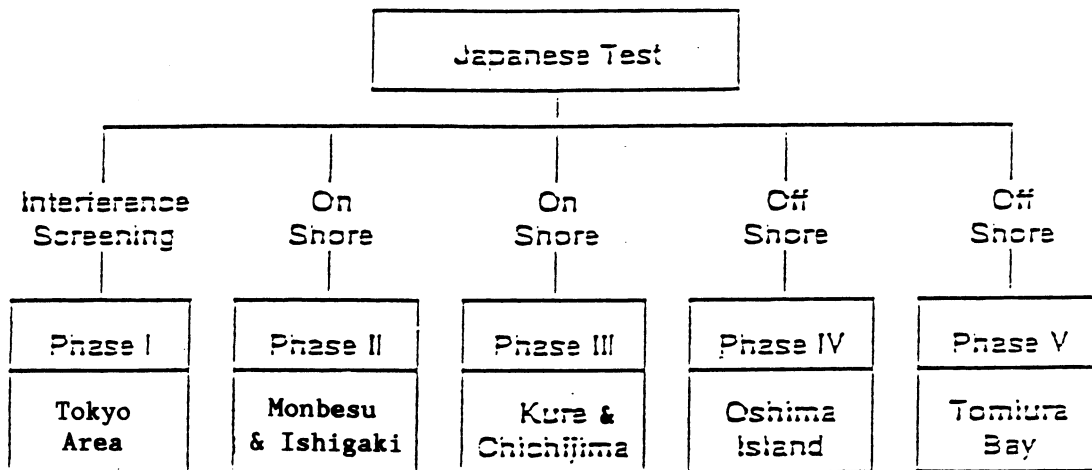 Japanese Test
Interferance
Screening
On
Shore
On
Shore
Off
Shore
Off
Shore
Phase I
Phase II
Phase III
Phase IV
Phase V
Tokyo
Area
Monbesu
& Ishigaki
Kure &
Chichijima
Oshima
Island
Tomiura
Bay